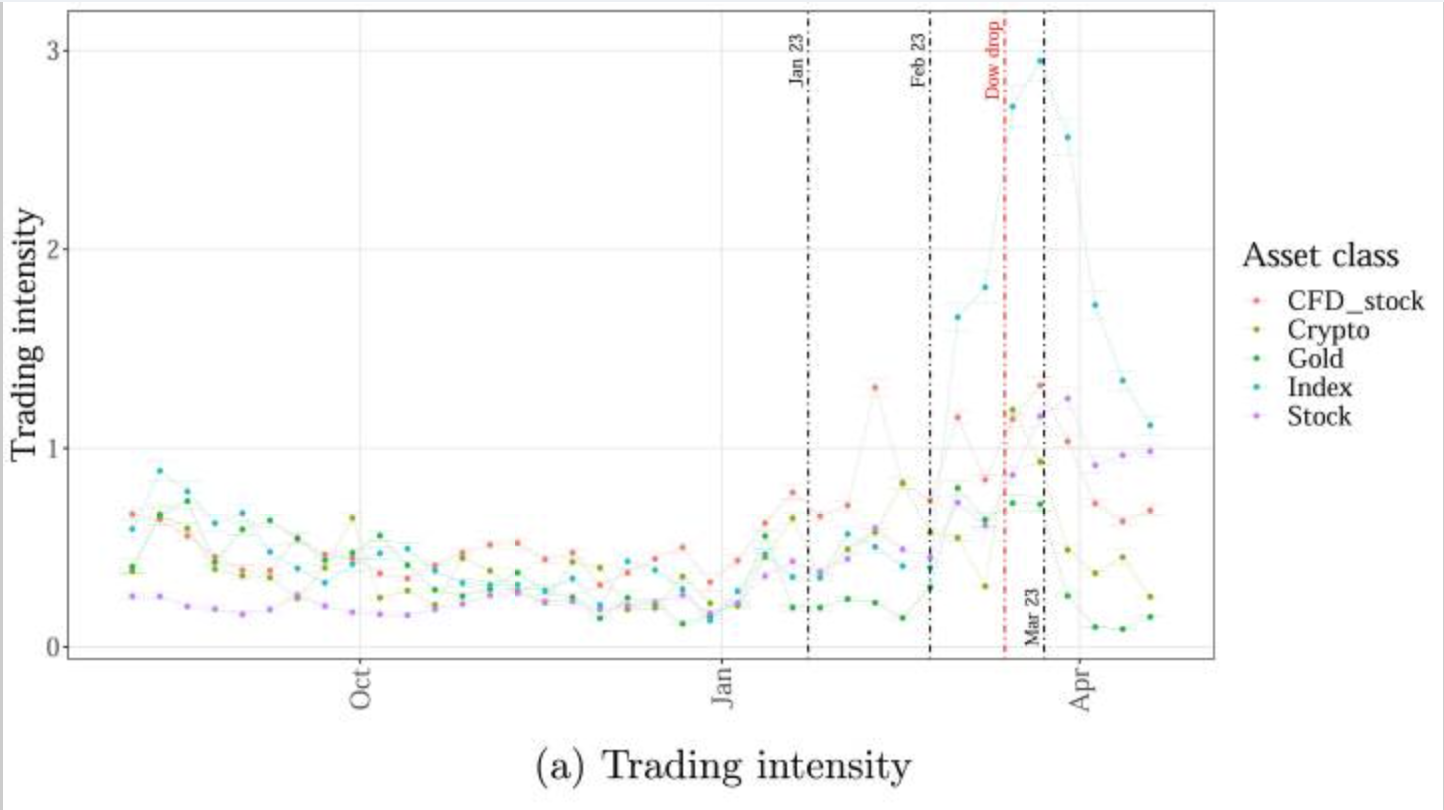 Trading intensity
3
2
1
0
Jan 23
Feb 23
Dow drop
Mar 23
Oct
Jan
Apr
Asset class
CFD_stock
Crypto
Gold
Index
Stock
(a) Trading intensity